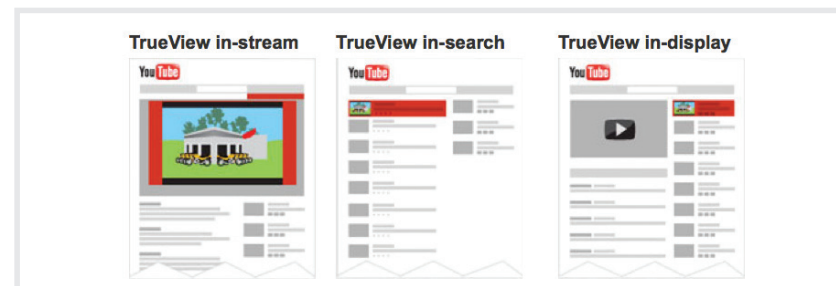 TrueView in-stream
TrueView in-search
TrueView in-display
YouTube
YouTube
YouTube